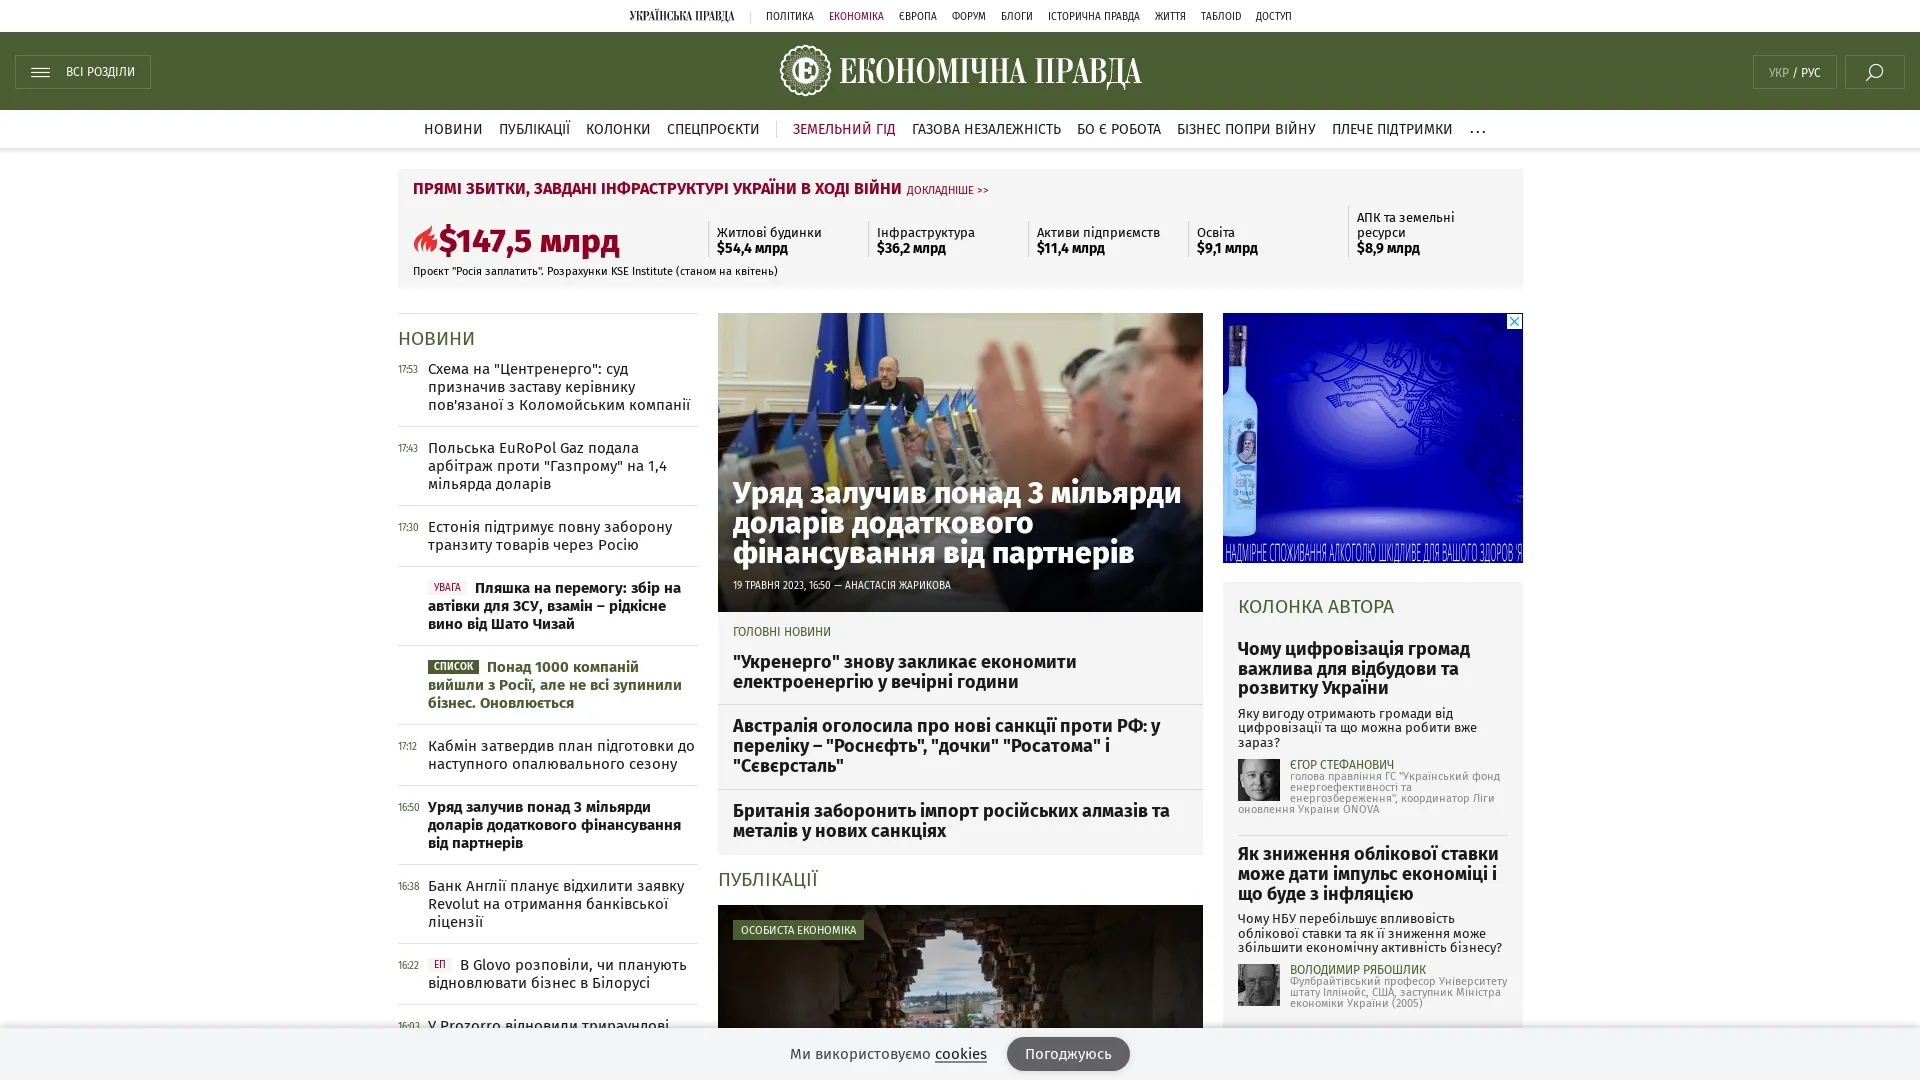 УКРАЇНСЬКА ПРАВДА
ПОЛІТИКА
ЕКОНОМІКА
ЄВРОПА
ФОРУМ
БЛОГИ
ІСТОРИЧНА ПРАВДА
ЖИТТЯ
ТАБЛОID
ДОСТУП
ВСІ РОЗДІЛИ
Е ЕКОНОМІЧНА ПРАВДА
УКР / РУС
НОВИНИ
ПУБЛІКАЦІЇ
КОЛОНКИ
СПЕЦПРОЄКТИ
ЗЕМЕЛЬНИЙ ГІД
ГАЗОВА НЕЗАЛЕЖНІСТЬ
БО Є РОБОТА
БІЗНЕС ПОПРИ ВІЙНУ
ПЛЕЧЕ ПІДТРИМКИ
...
ПРЯМІ ЗБИТКИ, ЗАВДАНІ ІНФРАСТРУКТУРІ УКРАЇНИ В ХОДІ ВІЙНИ ДОКЛАДНІШЕ >>
$147,5 млрд
Житлові будинки
$54,4 млрд
Інфраструктура
$36,2 млрд
Активи підприємств
$11,4 млрд
Освіта
$9,1 млрд
АПК та земельні
ресурси
$8,9 млрд
Проєкт "Росія заплатить". Розрахунки KSE Institute (станом на квітень)
НОВИНИ
17:53 Схема на "Центренерго": суд
призначив заставу керівнику
пов'язаної з Коломойським компанії
17:43 Польська EuRoPol Gaz подала
арбітраж проти "Газпрому" на 1,4
мільярда доларів
17:30 Естонія підтримує повну заборону
транзиту товарів через Росію
УВАГА Пляшка на перемогу: збір на
автівки для ЗСУ, взамін – рідкісне
вино від Шато Чизай
СПИСОК Понад 1000 компаній
вийшли з Росії, але не всі зупинили
бізнес. Оновлюється
17:12 Кабмін затвердив план підготовки до
наступного опалювального сезону
16:50 Уряд залучив понад 3 мільярди
доларів додаткового фінансування
від партнерів
16:38 Банк Англії планує відхилити заявку
Revolut на отримання банківської
ліцензії
16:22 ЕП В Glovo розповіли, чи планують
відновлювати бізнес в Білорусі
16:03 У Prozorro відновили трираундові
Уряд залучив понад 3 мільярди
доларів додаткового
фінансування від партнерів
19 ТРАВНЯ 2023, 16:50 — АНАСТАСІЯ ЖАРИКОВА
ГОЛОВНІ НОВИНИ
"Укренерго" знову закликає економити
електроенергію у вечірні години
Австралія оголосила про нові санкції проти РФ: у
переліку – "Роснєфть", "дочки" "Росатома" і
"Сєвєрсталь"
Британія заборонить імпорт російських алмазів та
металів у нових санкціях
ПУБЛІКАЦІЇ
ОСОБИСТА ЕКОНОМІКА
НАДМІРНЕ СПОЖИВАННЯ АЛКОГОЛЮ ШКІДЛИВЕ ДЛЯ ВАШОГО ЗДОРОВ'Я
КОЛОНКА АВТОРА
Чому цифровізація громад
важлива для відбудови та
розвитку України
Яку вигоду отримають громади від
цифровізації та що можна робити вже
зараз?
ЄГОР СТЕФАНОВИЧ
голова правління ГС "Український фонд
енергоефективності та
енергозбереження", координатор Ліги
оновлення України ONOVA
Як зниження облікової ставки
може дати імпульс економіці і
що буде з інфляцією
Чому НБУ перебільшує впливовість
облікової ставки та як її зниження може
збільшити економічну активність бізнесу?
ВОЛОДИМИР РЯБОШЛИК
Фулбрайтівський професор Університету
штату Іллінойс, США, заступник Міністра
економіки України (2005)
Ми використовуємо cookies
Погоджуюсь